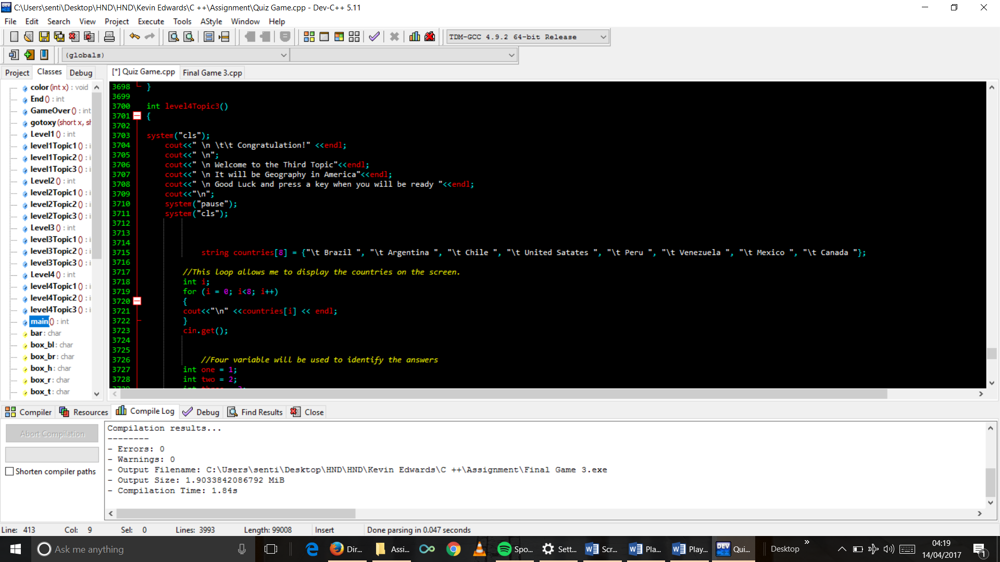 C:\Users\senti\Desktop\HND\HND\Kevin Edwards\C ++\Assignment\Quiz Game.cpp - Dev-C++ 5.11
File Edit Search View Project Execute Tools AStyle Window Help
TDM-GCC 4.9.2 64-bit Release
(globals)
Project Classes Debug
[*] Quiz Game.cpp Final Game 3.cpp
color (int x) : void
End () : int
GameOver () : int
gotoxy (short x, sh
Level1 () : int
level1Topic1 () : i
level1Topic2 () : i
level1Topic3 () : i
Level2 () : int
level2Topic1 () : i
level2Topic2 () : i
level2Topic3 () : i
Level3 () : int
level3Topic1 () : i
level3Topic2 () : i
level3Topic3 () : i
Level4 () : int
level4Topic1 () : i
level4Topic2 () : i
level4Topic3 () : i
main () : int
bar : char
box_bl : char
box_br : char
box_h : char
box_r : char
box_t : char
3698 }
3699
3700 int level4Topic3()
3701 {
3702
3703 system("cls");
3704 cout<<" \n \t\t Congratulation!" <<endl;
3705 cout<<" \n";
3706 cout<<" \n Welcome to the Third Topic"<<endl;
3707 cout<<" \n It will be Geography in America"<<endl;
3708 cout<<" \n Good Luck and press a key when you will be ready "<<endl;
3709 cout<<"\n";
3710 system("pause");
3711 system("cls");
3712
3713
3714
3715 string countries[8] = {"\t Brazil ", "\t Argentina ", "\t Chile ", "\t United Satates ", "\t Peru ", "\t Venezuela ", "\t Mexico ", "\t Canada "};
3716
3717 //This loop allows me to display the countries on the screen.
3718 int i;
3719 for (i = 0; i<8; i++)
3720 {
3721 cout<<"\n" <<countries[i] << endl;
3722 }
3723 cin.get();
3724
3725
3726 //Four variable will be used to identify the answers
3727 int one = 1;
3728 int two = 2;
Compiler Resources Compile Log Debug Find Results Close
Abort Compilation
Shorten compiler paths
Compilation results...
--------
- Errors: 0
- Warnings: 0
- Output Filename: C:\Users\senti\Desktop\HND\HND\Kevin Edwards\C ++\Assignment\Final Game 3.exe
- Output Size: 1.9033842086792 MiB
- Compilation Time: 1.84s
Line: 413 Col: 9 Sel: 0 Lines: 3993 Length: 99008 Insert Done parsing in 0.047 seconds
Ask me anything
Dir... Assi... Spo... Sett... Scr... Pla... Play... DEV Qui... Desktop »
04:19
14/04/2017
1